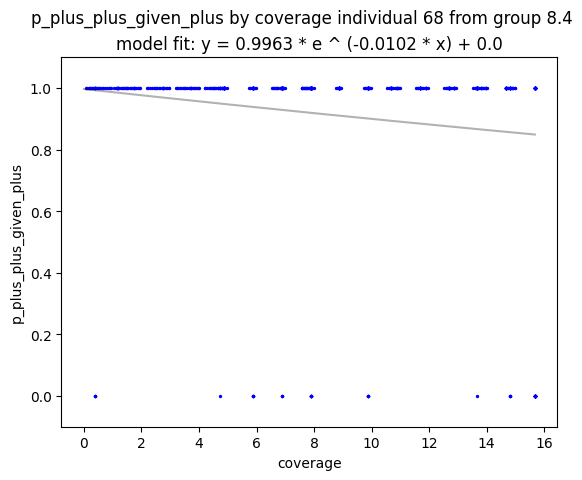 p_plus_plus_given_plus by coverage individual 68 from group 8.4
model fit: y = 0.9963 * e ^ (-0.0102 * x) + 0.0
1.0
0.8
0.6
0.4
0.2
0.0
p_plus_plus_given_plus
0 2 4 6 8 10 12 14 16
coverage